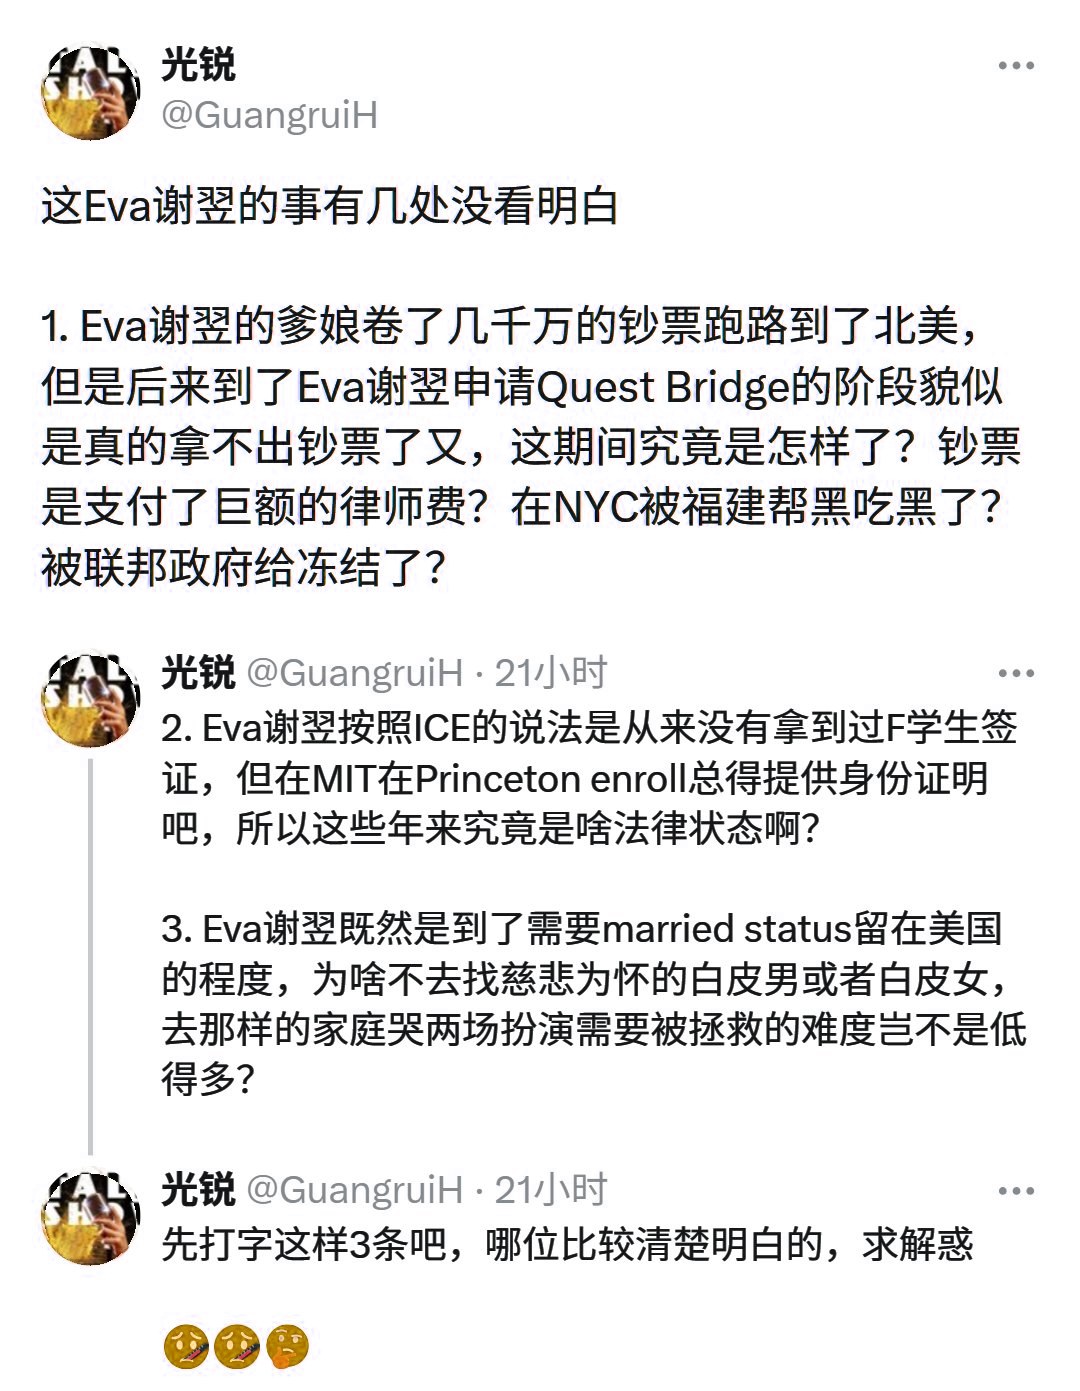 光锐
@GuangruiH
这Eva谢翌的事有几处没看明白
1. Eva谢翌的爹娘卷了几千万的钞票跑路到了北美，
但是后来到了Eva谢翌申请Quest Bridge的阶段貌似
是真的拿不出钞票了又，这期间究竟是怎样了？钞票
是支付了巨额的律师费？在NYC被福建帮黑吃黑了？
被联邦政府给冻结了？
光锐 @GuangruiH · 21小时
2. Eva谢翌按照ICE的说法是从来没有拿到过F学生签
证，但在MIT在Princeton enroll总得提供身份证明
吧，所以这些年来究竟是啥法律状态啊？
3. Eva谢翌既然是到了需要married status留在美国
的程度，为啥不去找慈悲为怀的白皮男或者白皮女，
去那样的家庭哭两场扮演需要被拯救的难度岂不是低
得多？
光锐 @GuangruiH · 21小时
先打字这样3条吧，哪位比较清楚明白的，求解惑
🤒🤒🤔